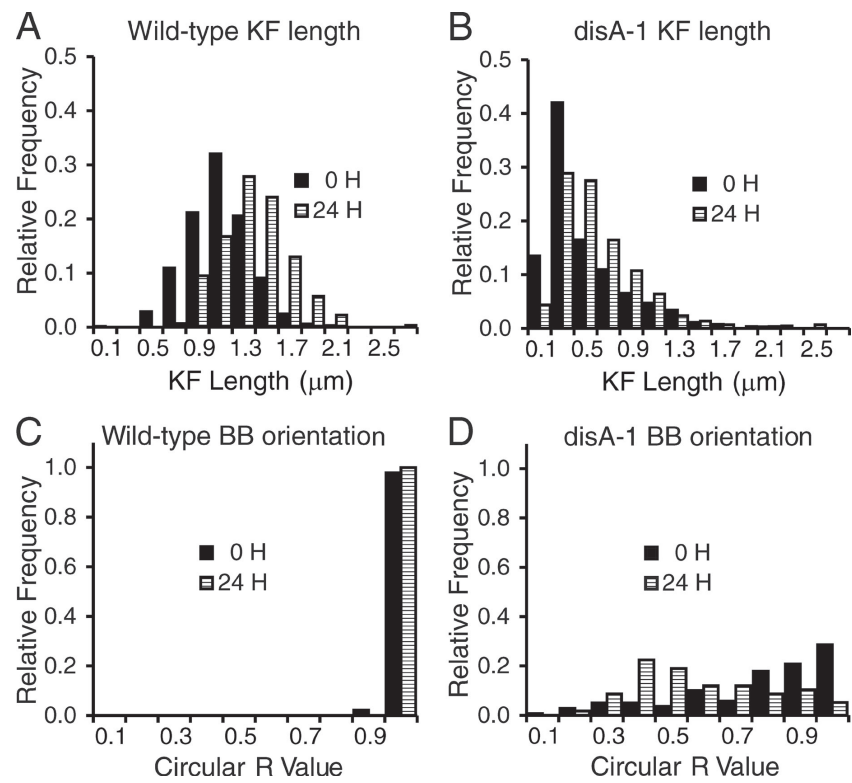 A
Wild-type KF length
Relative Frequency
0.5
0.4
0.3
0.2
0.1
0.0
0 H
24 H
0.1 0.5 0.9 1.3 1.7 2.1 2.5
KF Length (μm)
B
disA-1 KF length
Relative Frequency
0.5
0.4
0.3
0.2
0.1
0.0
0 H
24 H
0.1 0.5 0.9 1.3 1.7 2.1 2.5
KF Length (μm)
C
Wild-type BB orientation
Relative Frequency
1.0
0.8
0.6
0.4
0.2
0.0
0 H
24 H
0.1 0.3 0.5 0.7 0.9
Circular R Value
D
disA-1 BB orientation
Relative Frequency
1.0
0.8
0.6
0.4
0.2
0.0
0 H
24 H
0.1 0.3 0.5 0.7 0.9
Circular R Value